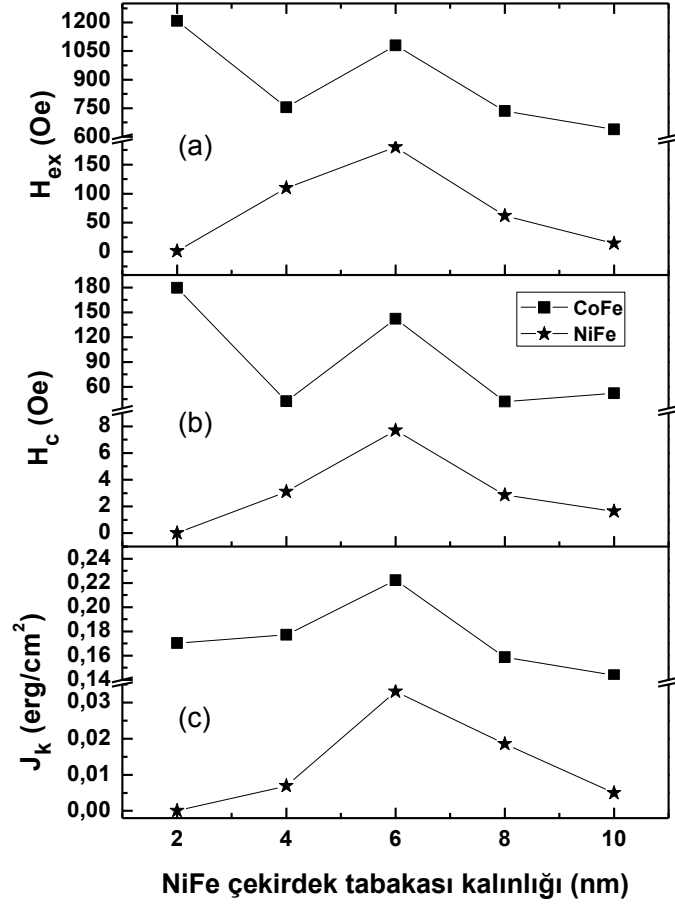 1200
1050
900
750
600
150
100
50
0
H_ex (Oe)
(a)
180
150
120
90
60
8
6
4
2
0
H_c (Oe)
(b)
CoFe
NiFe
0,24
0,22
0,20
0,18
0,16
0,14
0,03
0,02
0,01
0,00
J_k (erg/cm²)
(c)
2 4 6 8 10
NiFe çekirdek tabakası kalınlığı (nm)